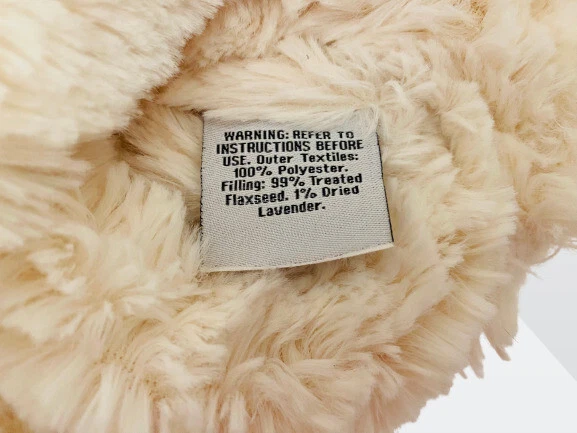 WARNING: REFER TO
INSTRUCTIONS BEFORE
USE. Outer Textiles:
100% Polyester.
Filling: 99% Treated
Flaxseed. 1% Dried
Lavender.